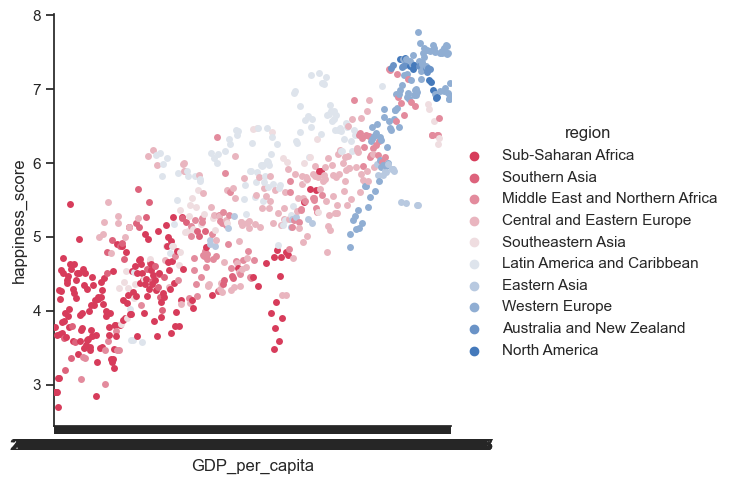 8
7
6
5
4
3
happiness_score
GDP_per_capita
region
Sub-Saharan Africa
Southern Asia
Middle East and Northern Africa
Central and Eastern Europe
Southeastern Asia
Latin America and Caribbean
Eastern Asia
Western Europe
Australia and New Zealand
North America